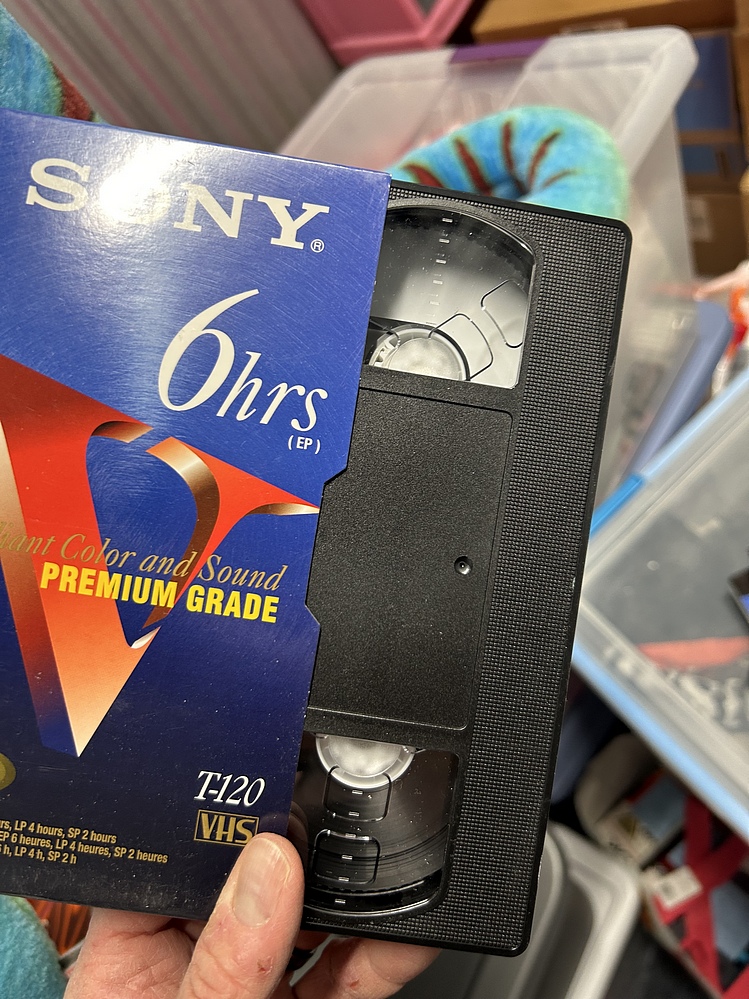 SONY®
6hrs
(EP)
Color and Sound
PREMIUM GRADE
T-120
VHS
LP 4 hours, SP 2 hours
EP 6 heures, LP 4 heures, SP 2 heures
h, LP 4 h, SP 2 h